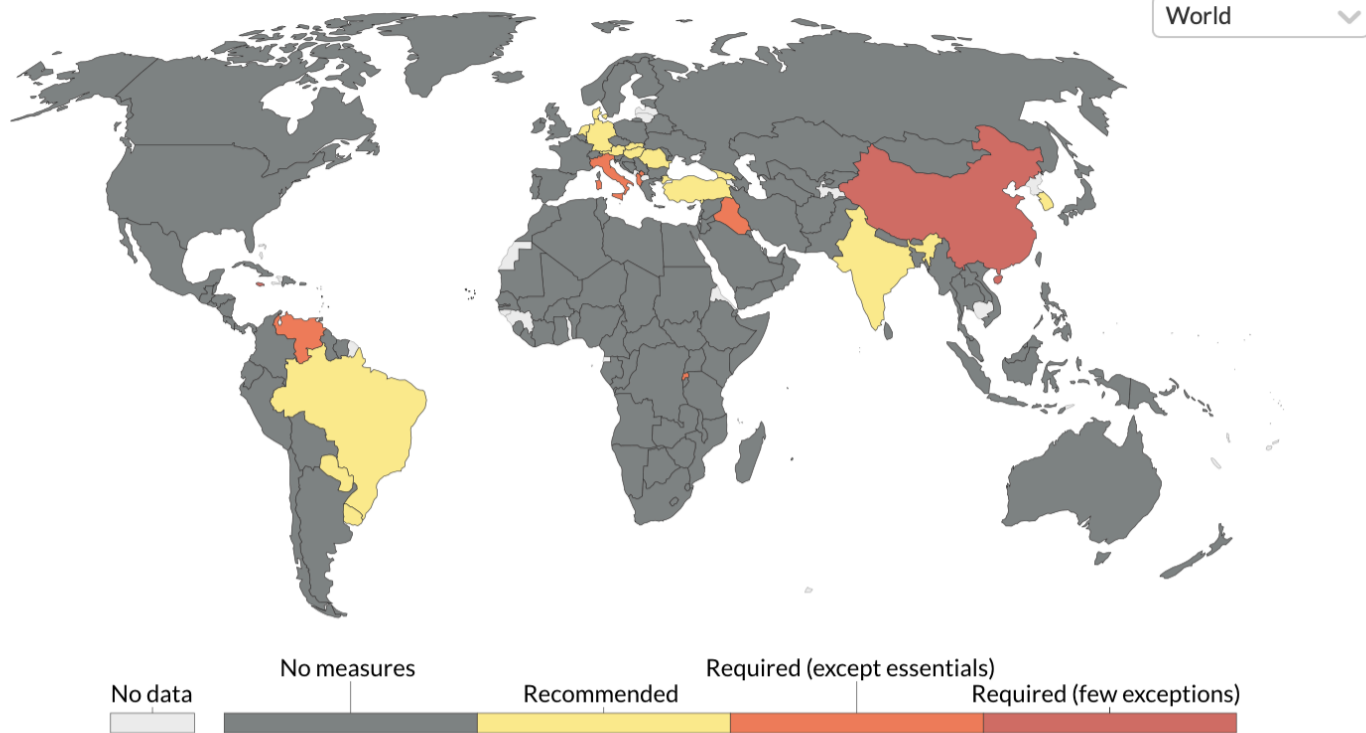 World
No measures
Required (except essentials)
No data
Recommended
Required (few exceptions)